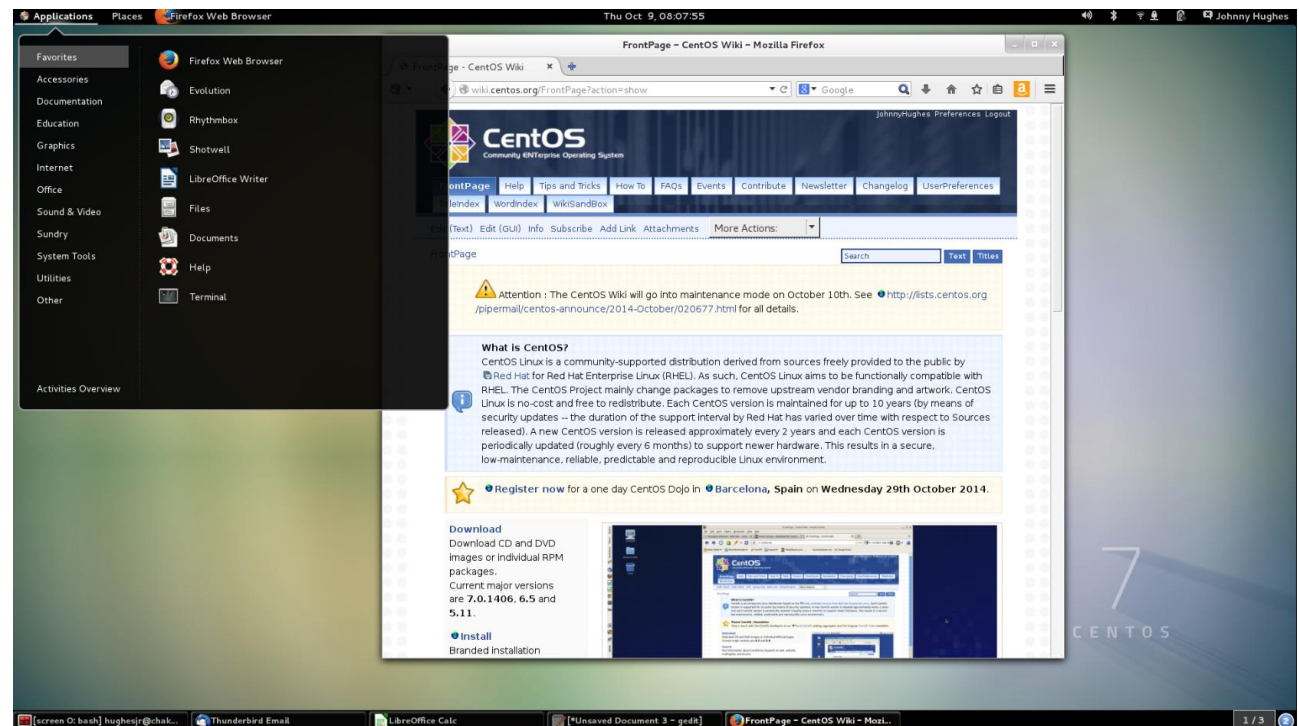 Applications Places Firefox Web Browser
Thu Oct 9, 08:07:55
Johnny Hughes
Favorites
Accessories
Documentation
Education
Graphics
Internet
Office
Sound & Video
Sundry
System Tools
Utilities
Other
Activities Overview
Firefox Web Browser
Evolution
Rhythmbox
Shotwell
LibreOffice Writer
Files
Documents
Help
Terminal
FrontPage - CentOS Wiki - Mozilla Firefox
FrontPage - CentOS Wiki
wiki.centos.org/FrontPage?action=show
Google
JohnnyHughes Preferences Logout
CentOS
Community ENTerprise Operating System
FrontPage Help Tips and Tricks How To FAQs Events Contribute Newsletter Changelog UserPreferences
TitleIndex WordIndex WikiSandBox
(Text) Edit (GUI) Info Subscribe Add Link Attachments More Actions:
FrontPage
Search Text Titles
Attention : The CentOS Wiki will go into maintenance mode on October 10th. See http://lists.centos.org
/pipermail/centos-announce/2014-October/020677.html for all details.
What is CentOS?
CentOS Linux is a community-supported distribution derived from sources freely provided to the public by
Red Hat for Red Hat Enterprise Linux (RHEL). As such, CentOS Linux aims to be functionally compatible with
RHEL. The CentOS Project mainly change packages to remove upstream vendor branding and artwork. CentOS
Linux is no-cost and free to redistribute. Each CentOS version is maintained for up to 10 years (by means of
security updates -- the duration of the support interval by Red Hat has varied over time with respect to Sources
released). A new CentOS version is released approximately every 2 years and each CentOS version is
periodically updated (roughly every 6 months) to support newer hardware. This results in a secure,
low-maintenance, reliable, predictable and reproducible Linux environment.
Register now for a one day CentOS Dojo in Barcelona, Spain on Wednesday 29th October 2014.
Download
Download CD and DVD
images or individual RPM
packages.
Current major versions
are 7.0.1406, 6.5 and
5.11.
Install
Branded installation
CentOS
7
CENTOS
[screen 0: bash] hughesjr@chak...
Thunderbird Email
LibreOffice Calc
[*Unsaved Document 3 - gedit]
FrontPage - CentOS Wiki - Mozi...
1 / 3
2